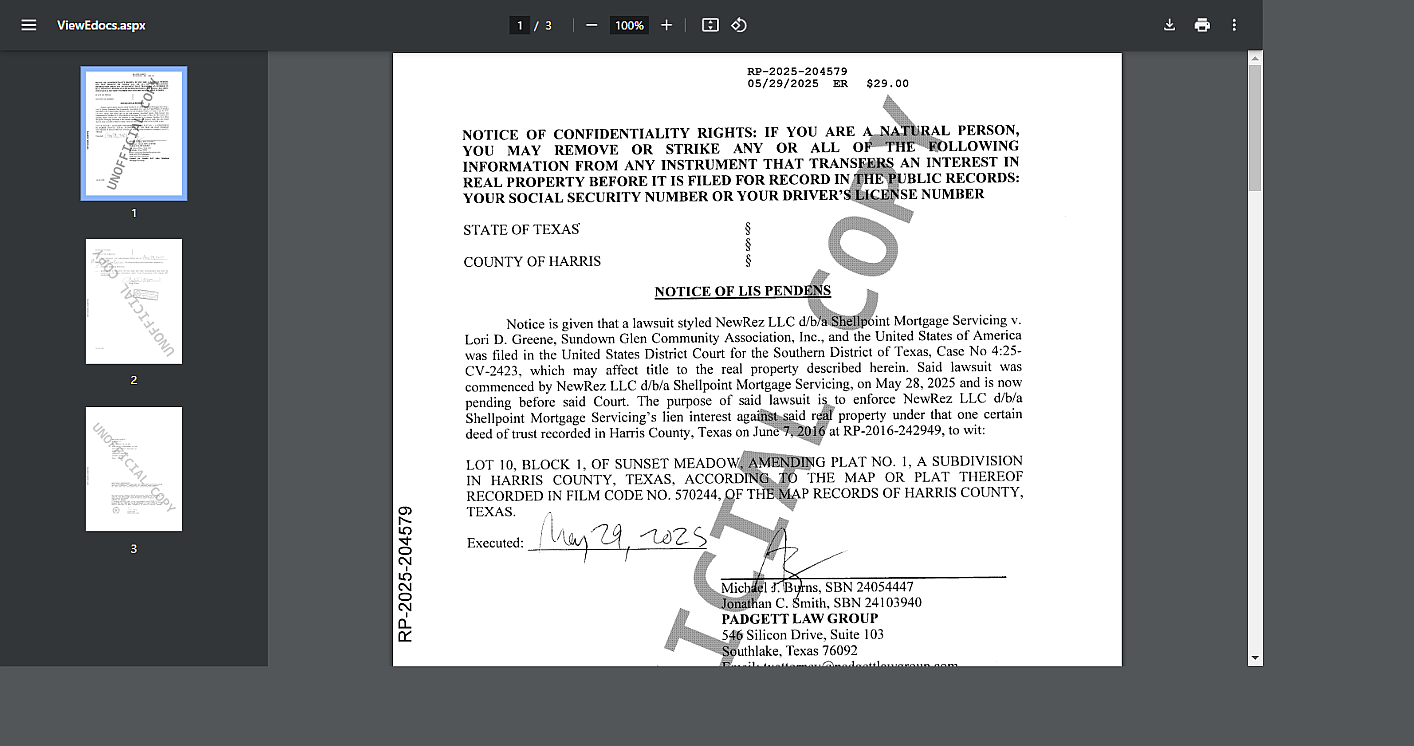 ViewEdocs.aspx
1 / 3
100%
1
2
3
RP-2025-204579
05/29/2025 ER $29.00
NOTICE OF CONFIDENTIALITY RIGHTS: IF YOU ARE A NATURAL PERSON,
YOU MAY REMOVE OR STRIKE ANY OR ALL OF THE FOLLOWING
INFORMATION FROM ANY INSTRUMENT THAT TRANSFERS AN INTEREST IN
REAL PROPERTY BEFORE IT IS FILED FOR RECORD IN THE PUBLIC RECORDS:
YOUR SOCIAL SECURITY NUMBER OR YOUR DRIVER'S LICENSE NUMBER
STATE OF TEXAS §
§
COUNTY OF HARRIS §
NOTICE OF LIS PENDENS
Notice is given that a lawsuit styled NewRez LLC d/b/a Shellpoint Mortgage Servicing v.
Lori D. Greene, Sundown Glen Community Association, Inc., and the United States of America
was filed in the United States District Court for the Southern District of Texas, Case No 4:25-
CV-2423, which may affect title to the real property described herein. Said lawsuit was
commenced by NewRez LLC d/b/a Shellpoint Mortgage Servicing, on May 28, 2025 and is now
pending before said Court. The purpose of said lawsuit is to enforce NewRez LLC d/b/a
Shellpoint Mortgage Servicing's lien interest against said real property under that one certain
deed of trust recorded in Harris County, Texas on June 7, 2016 at RP-2016-242949, to wit:
LOT 10, BLOCK 1, OF SUNSET MEADOW, AMENDING PLAT NO. 1, A SUBDIVISION
IN HARRIS COUNTY, TEXAS, ACCORDING TO THE MAP OR PLAT THEREOF
RECORDED IN FILM CODE NO. 570244, OF THE MAP RECORDS OF HARRIS COUNTY,
TEXAS.
Executed: May 29, 2025
Michael J. Burns, SBN 24054447
Jonathan C. Smith, SBN 24103940
PADGETT LAW GROUP
546 Silicon Drive, Suite 103
Southlake, Texas 76092
RP-2025-204579
ICIAL COPY
UNOFFICIAL COPY
UNOFFICIAL COPY
UNOFFICIAL COPY